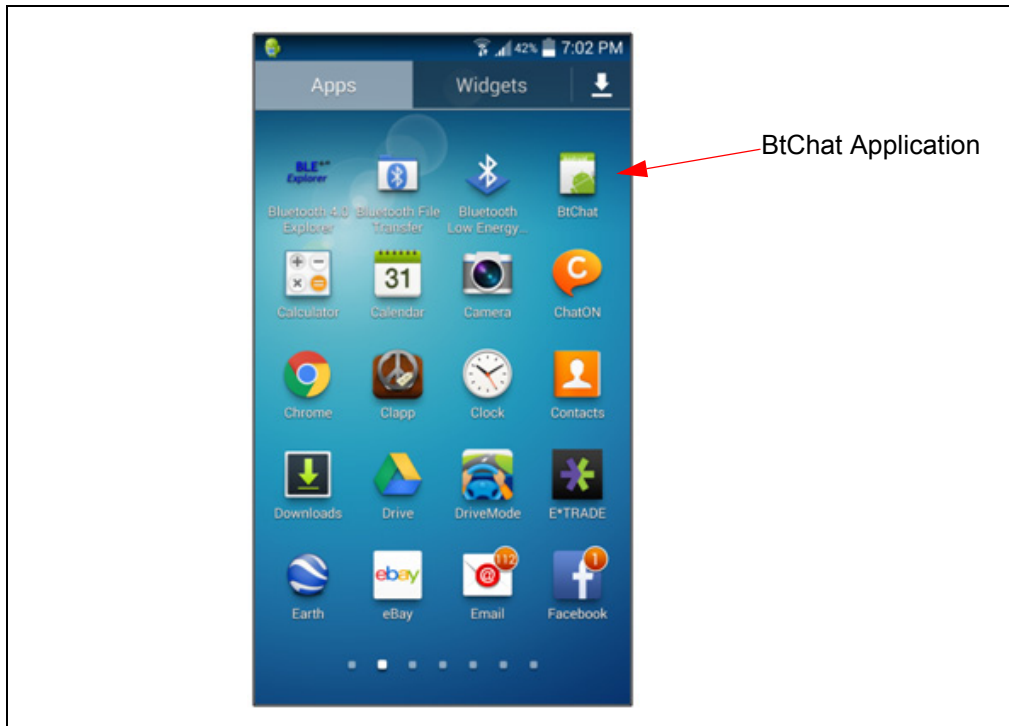 42% 7:02 PM
Apps Widgets
BtChat Application
BLE
Explorer
Bluetooth 4.0
Explorer
Bluetooth File
Transfer
Bluetooth
Low Energy...
BtChat
31
C
Calculator Calendar Camera ChatON
Chrome Clapp Clock Contacts
Downloads Drive DriveMode E*TRADE
ebay
112
@
1
f
Earth eBay Email Facebook